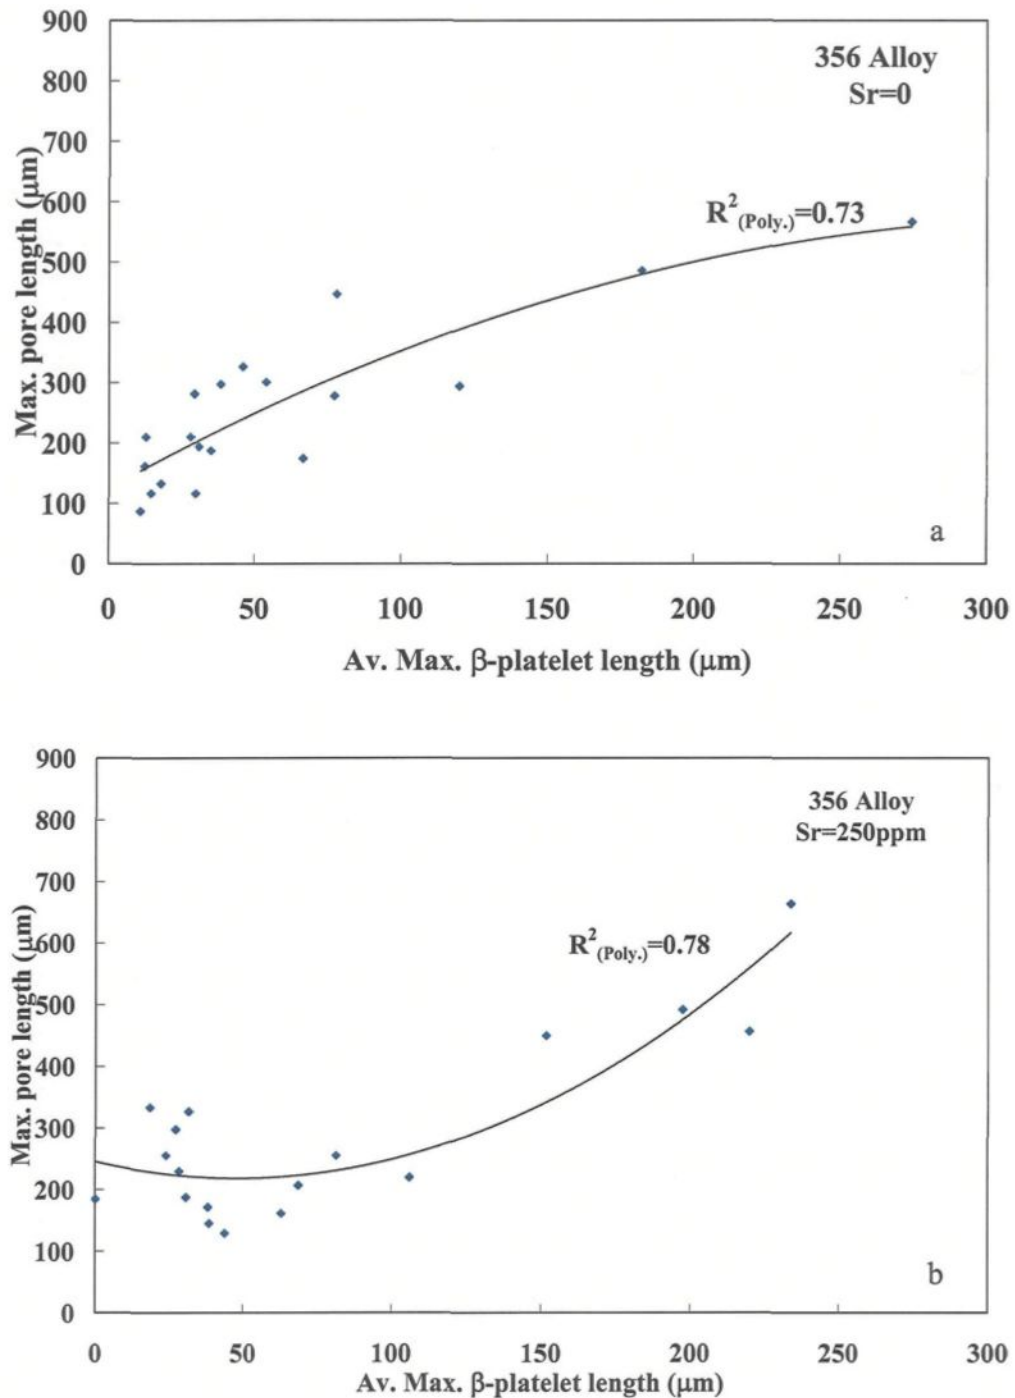 900
800
700
600
500
400
300
200
100
0
Max. pore length (μm)
356 Alloy
Sr=0
R²(Poly.)=0.73
a
0 50 100 150 200 250 300
Av. Max. β-platelet length (μm)
900
800
700
600
500
400
300
200
100
0
Max. pore length (μm)
356 Alloy
Sr=250ppm
R²(Poly.)=0.78
b
0 50 100 150 200 250 300
Av. Max. β-platelet length (μm)